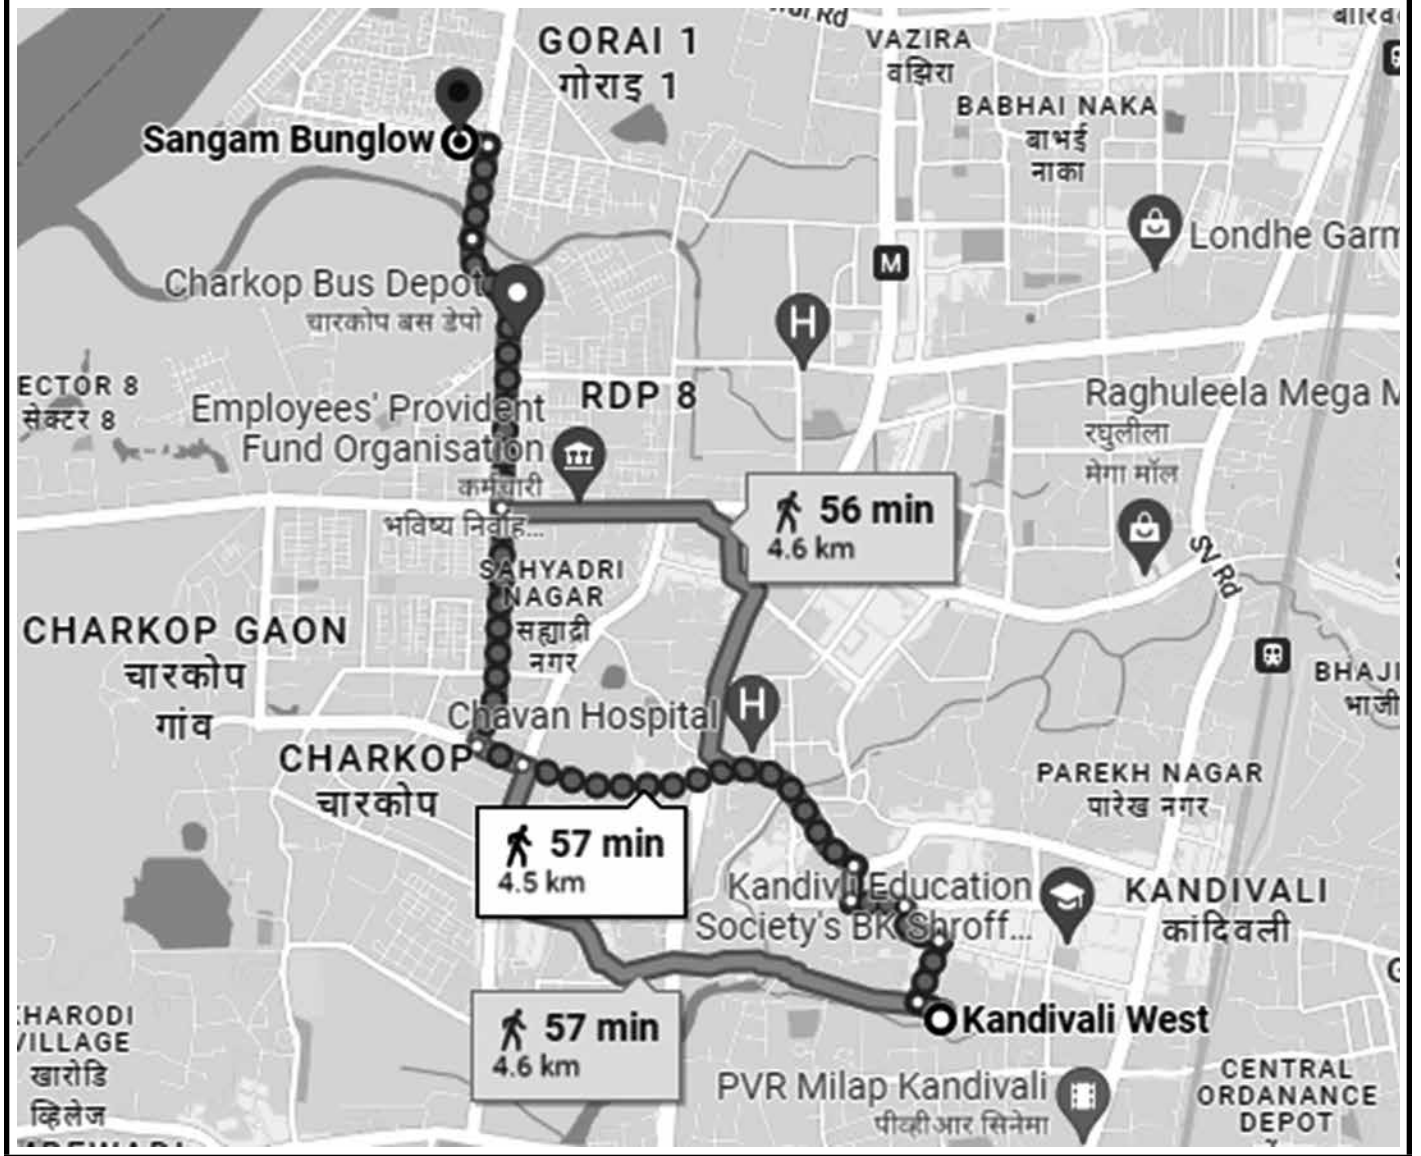 GORAI 1
गोराइ 1
VAZIRA
वझिरा
BABHAI NAKA
बाभई
नाका
Sangam Bunglow
Londhe Garm
M
Charkop Bus Depot
चारकोप बस डेपो
H
ECTOR 8
सेक्टर 8
RDP 8
Employees' Provident
Fund Organisation
कर्मचारी
भविष्य निर्वाह...
Raghuleela Mega M
रघुलीला
मेगा मॉल
56 min
4.6 km
SV Rd
SAHYADRI
NAGAR
सह्याद्री
नगर
CHARKOP GAON
चारकोप
गांव
BHAJI
भाजी
Chavan Hospital
H
CHARKOP
चारकोप
PAREKH NAGAR
पारेख नगर
57 min
4.5 km
Kandivli Education
Society's BK Shroff...
KANDIVALI
कांदिवली
Kandivali West
57 min
4.6 km
KHARODI
VILLAGE
खारोडि
व्हिलेज
PVR Milap Kandivali
पीव्हीआर सिनेमा
CENTRAL
ORDANANCE
DEPOT